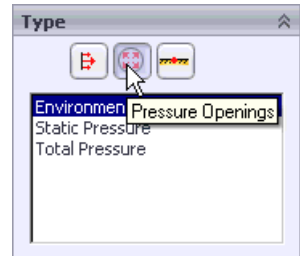 Type
Environmen
Pressure Openings
Static Pressure
Total Pressure